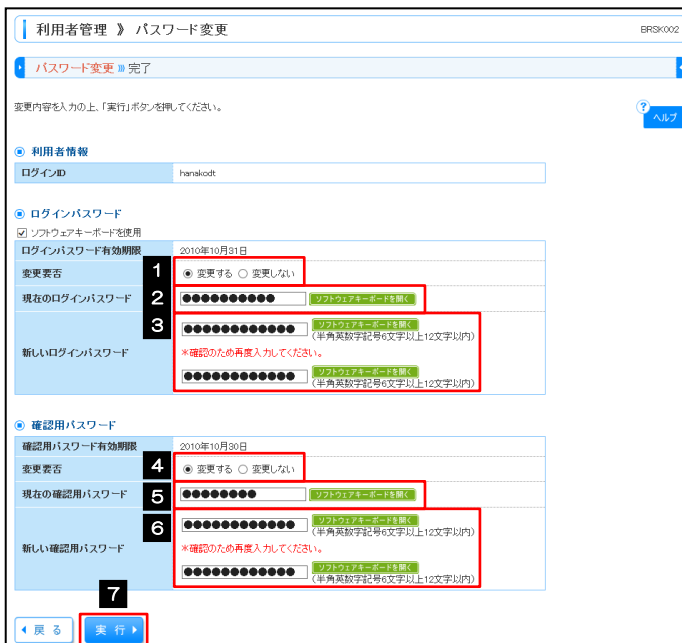 利用者管理 》 パスワード変更
BRSK002
パスワード変更 》 完了
変更内容を入力の上、「実行」ボタンを押してください。
? ヘルプ
利用者情報
ログインID hanakodt
ログインパスワード
ソフトウェアキーボードを使用
ログインパスワード有効期限 2010年10月31日
変更要否 1 変更する 変更しない
現在のログインパスワード 2 ●●●●●●●●●● ソフトウェアキーボードを開く
3 ●●●●●●●●●●●● ソフトウェアキーボードを開く
(半角英数字記号6文字以上12文字以内)
新しいログインパスワード ＊確認のため再度入力してください。
●●●●●●●●●●●● ソフトウェアキーボードを開く
(半角英数字記号6文字以上12文字以内)
確認用パスワード
確認用パスワード有効期限 2010年10月30日
変更要否 4 変更する 変更しない
現在の確認用パスワード 5 ●●●●●●●● ソフトウェアキーボードを開く
6 ●●●●●●●●●●●● ソフトウェアキーボードを開く
(半角英数字記号6文字以上12文字以内)
新しい確認用パスワード ＊確認のため再度入力してください。
●●●●●●●●●●●● ソフトウェアキーボードを開く
(半角英数字記号6文字以上12文字以内)
7
戻る 実行